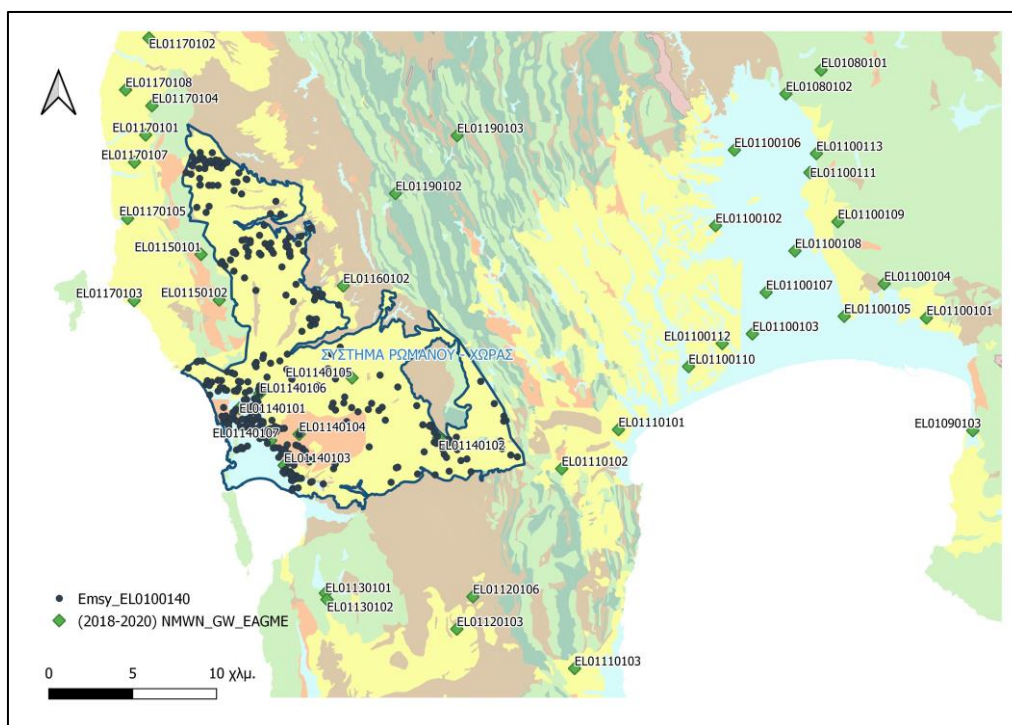 EL01170102
EL01080101
EL01080102
EL01170108
EL01170104
EL01170101
EL01190103
EL01100106
EL01100113
EL01170107
EL01100111
EL01190102
EL01170105
EL01100102
EL01100109
EL01150101
EL01100108
EL01160102
EL01100104
EL01170103
EL01150102
EL01100107
EL01100105
EL01100101
EL01100103
EL01100112
ΣΥΣΤΗΜΑ ΡΩΜΑΝΟΥ - ΧΩΡΑΣ
EL01100110
EL01140105
EL01140106
EL01140101
EL01110101
EL01090103
EL01140107
EL01140104
EL01140102
EL01140103
EL01110102
EL01130101
EL01130102
EL01120106
EL01120103
EL01110103
Emsy_EL0100140
(2018-2020) NMWN_GW_EAGME
0 5 10 χλμ.